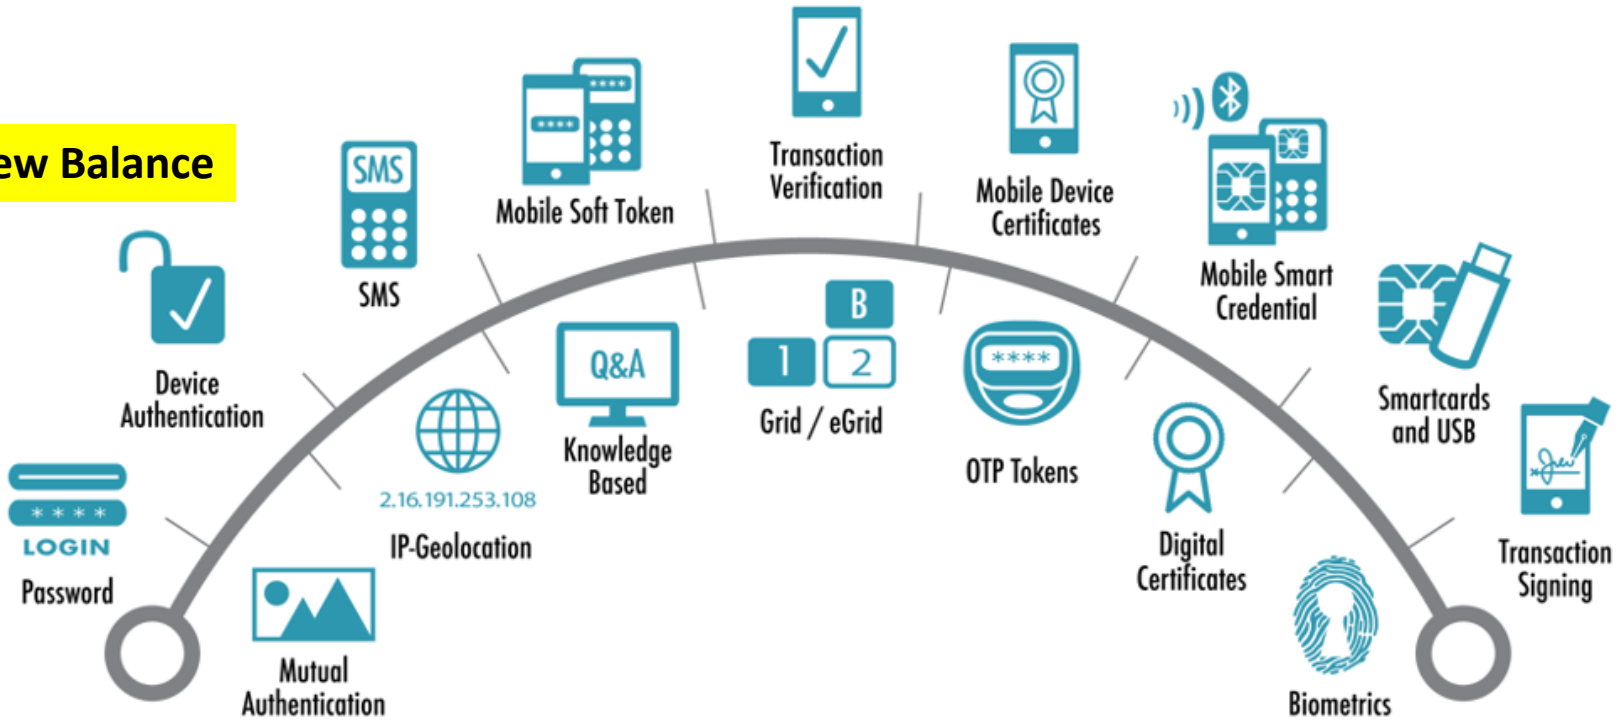 ew Balance
SMS
SMS
****
****
Mobile Soft Token
Transaction
Verification
Mobile Device
Certificates
Mobile Smart
Credential
Device
Authentication
Smartcards
and USB
* * * *
LOGIN
Password
Transaction
Signing
Mutual
Authentication
2.16.191.253.108
IP-Geolocation
Q&A
Knowledge
Based
B
1
2
Grid / eGrid
****
OTP Tokens
Digital
Certificates
Biometrics